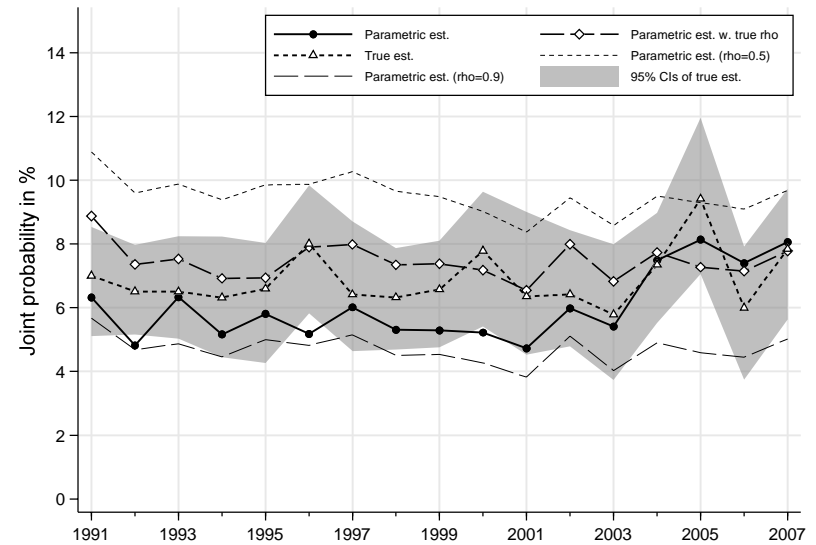 Parametric est.
Parametric est. w. true rho
True est.
Parametric est. (rho=0.5)
Parametric est. (rho=0.9)
95% CIs of true est.
Joint probability in %
14
12
10
8
6
4
2
0
1991 1993 1995 1997 1999 2001 2003 2005 2007